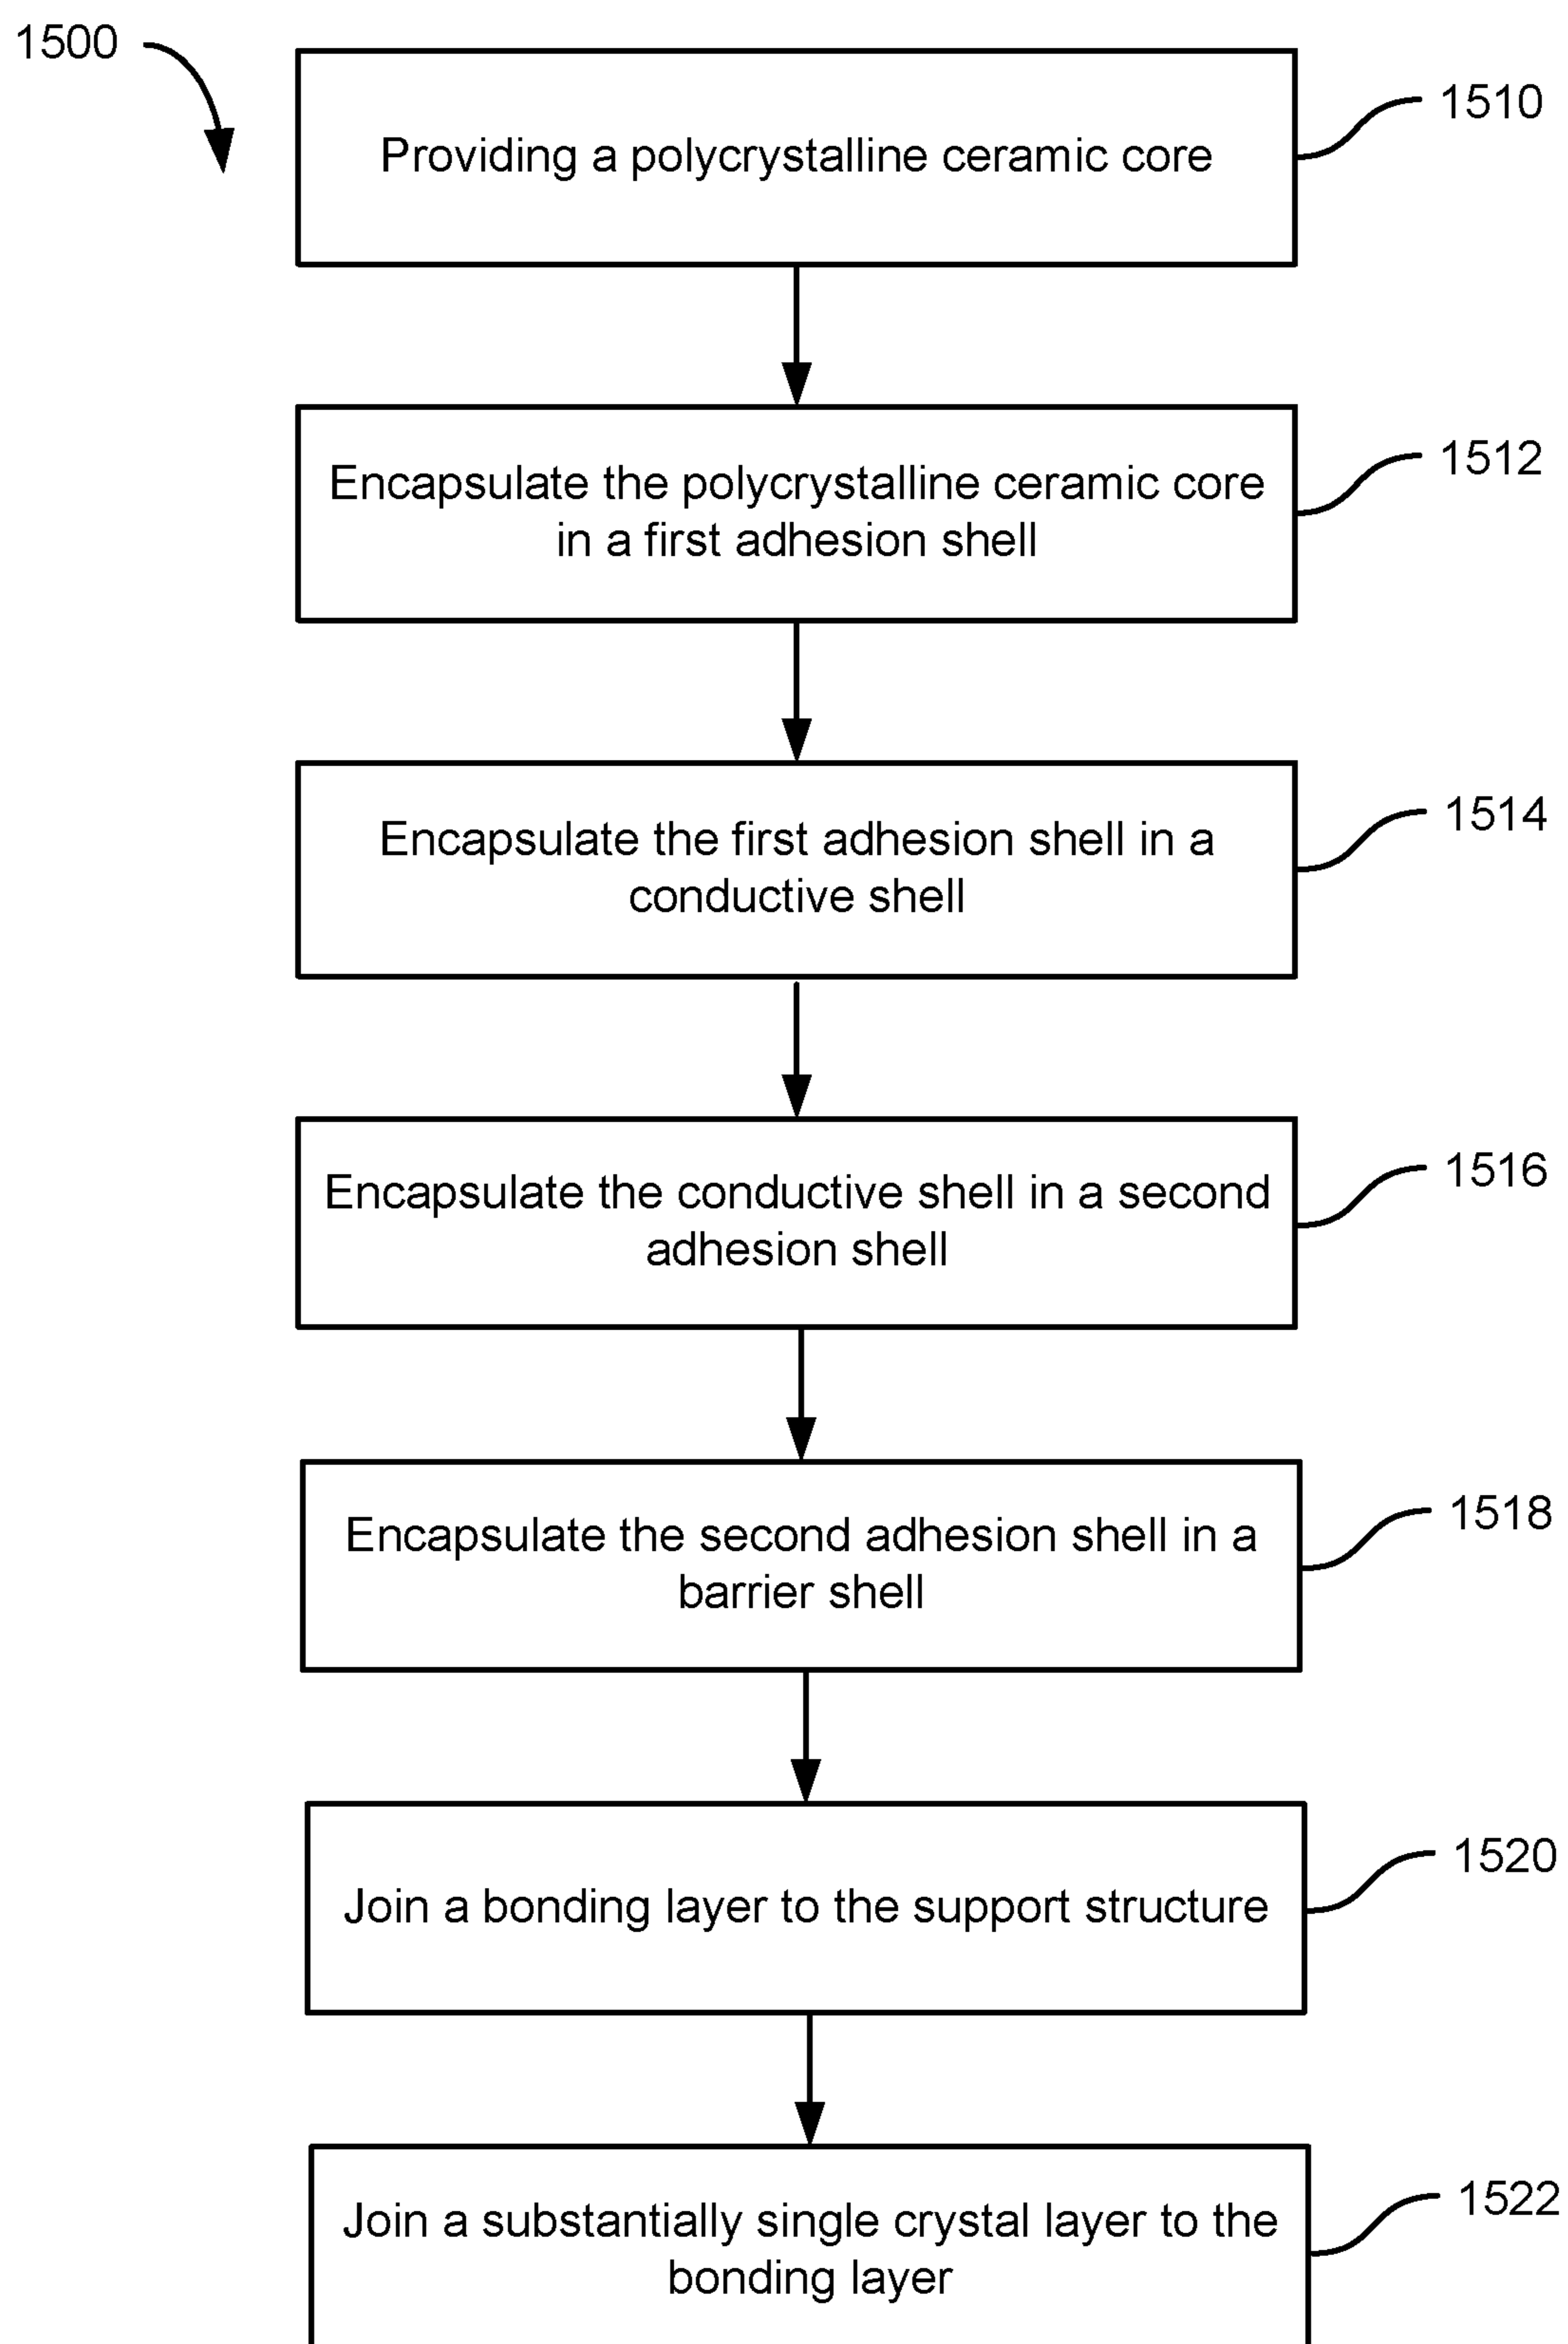 1500
Providing a polycrystalline ceramic core
1510
Encapsulate the polycrystalline ceramic core
in a first adhesion shell
1512
Encapsulate the first adhesion shell in a
conductive shell
1514
Encapsulate the conductive shell in a second
adhesion shell
1516
Encapsulate the second adhesion shell in a
barrier shell
1518
Join a bonding layer to the support structure
1520
Join a substantially single crystal layer to the
bonding layer
1522